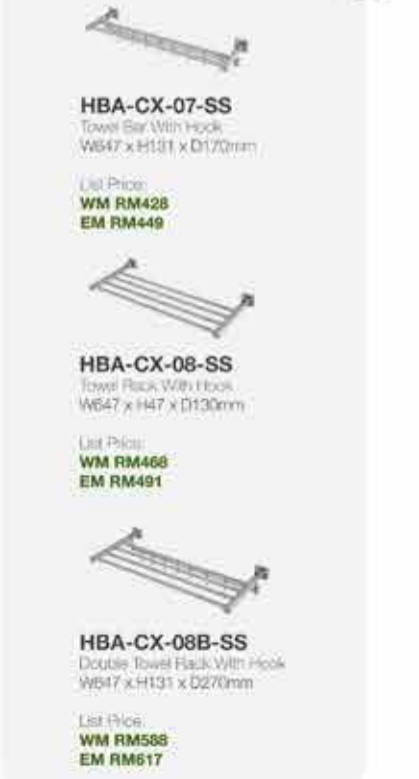 HBA-CX-07-SS
Towel Bar With Hook
W647 x H131 x D170mm
List Price:
WM RM428
EM RM449
HBA-CX-08-SS
Towel Rack With Hook
W647 x H47 x D130mm
List Price:
WM RM468
EM RM491
HBA-CX-08B-SS
Double Towel Rack With Hook
W647 x H131 x D270mm
List Price:
WM RM588
EM RM617